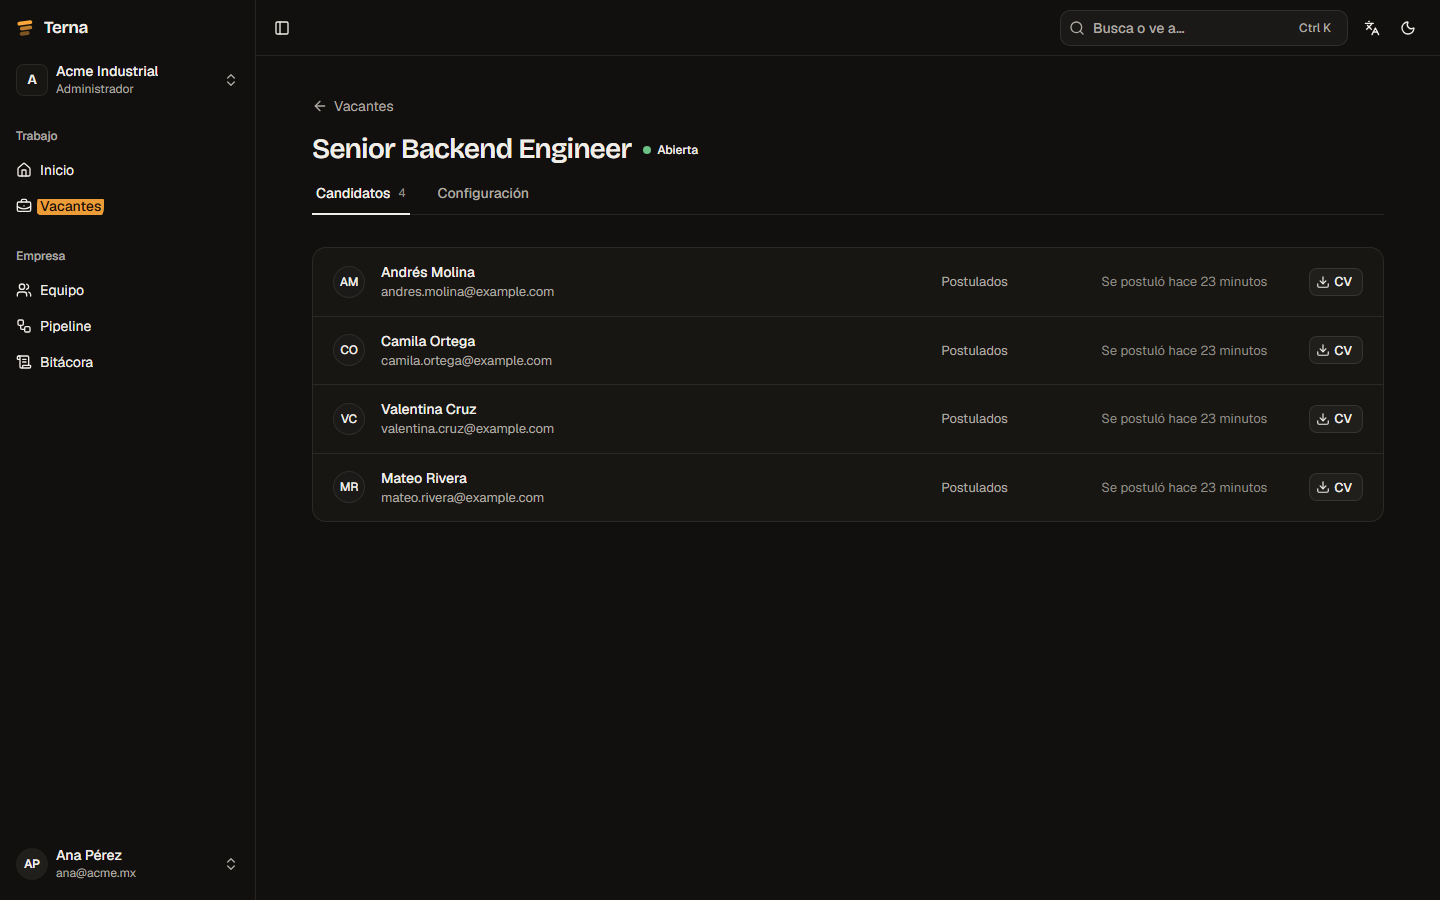 Terna
A
Acme Industrial
Administrador
Trabajo
Inicio
Vacantes
Empresa
Equipo
Pipeline
Bitácora
AP
Ana Pérez
ana@acme.mx
Busca o ve a...
Ctrl K
Vacantes
Senior Backend Engineer
Abierta
Candidatos 4
Configuración
AM
Andrés Molina
andres.molina@example.com
Postulados
Se postuló hace 23 minutos
CV
CO
Camila Ortega
camila.ortega@example.com
Postulados
Se postuló hace 23 minutos
CV
VC
Valentina Cruz
valentina.cruz@example.com
Postulados
Se postuló hace 23 minutos
CV
MR
Mateo Rivera
mateo.rivera@example.com
Postulados
Se postuló hace 23 minutos
CV